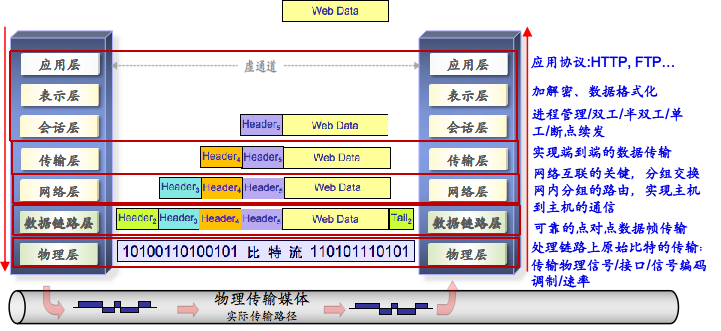 Web Data
应用层 虚通道 应用层 应用协议:HTTP, FTP…
表示层 表示层 加解密、数据格式化
会话层 Header5 Web Data 会话层 进程管理/双工/半双工/单
工/断点续发
传输层 Header4 Header5 Web Data 传输层 实现端到端的数据传输
网络层 Header3 Header4 Header5 Web Data 网络层 网络互联的关键, 分组交换
网内分组的路由, 实现主机
到主机的通信
数据链路层 Header2 Header3 Header4 Header5 Web Data Tail2 数据链路层 可靠的点对点数据帧传输
物理层 10100110100101 比特流 110101110101 物理层 处理链路上原始比特的传输:
传输物理信号/接口/信号编码
调制/速率
物理传输媒体
实际传输路径